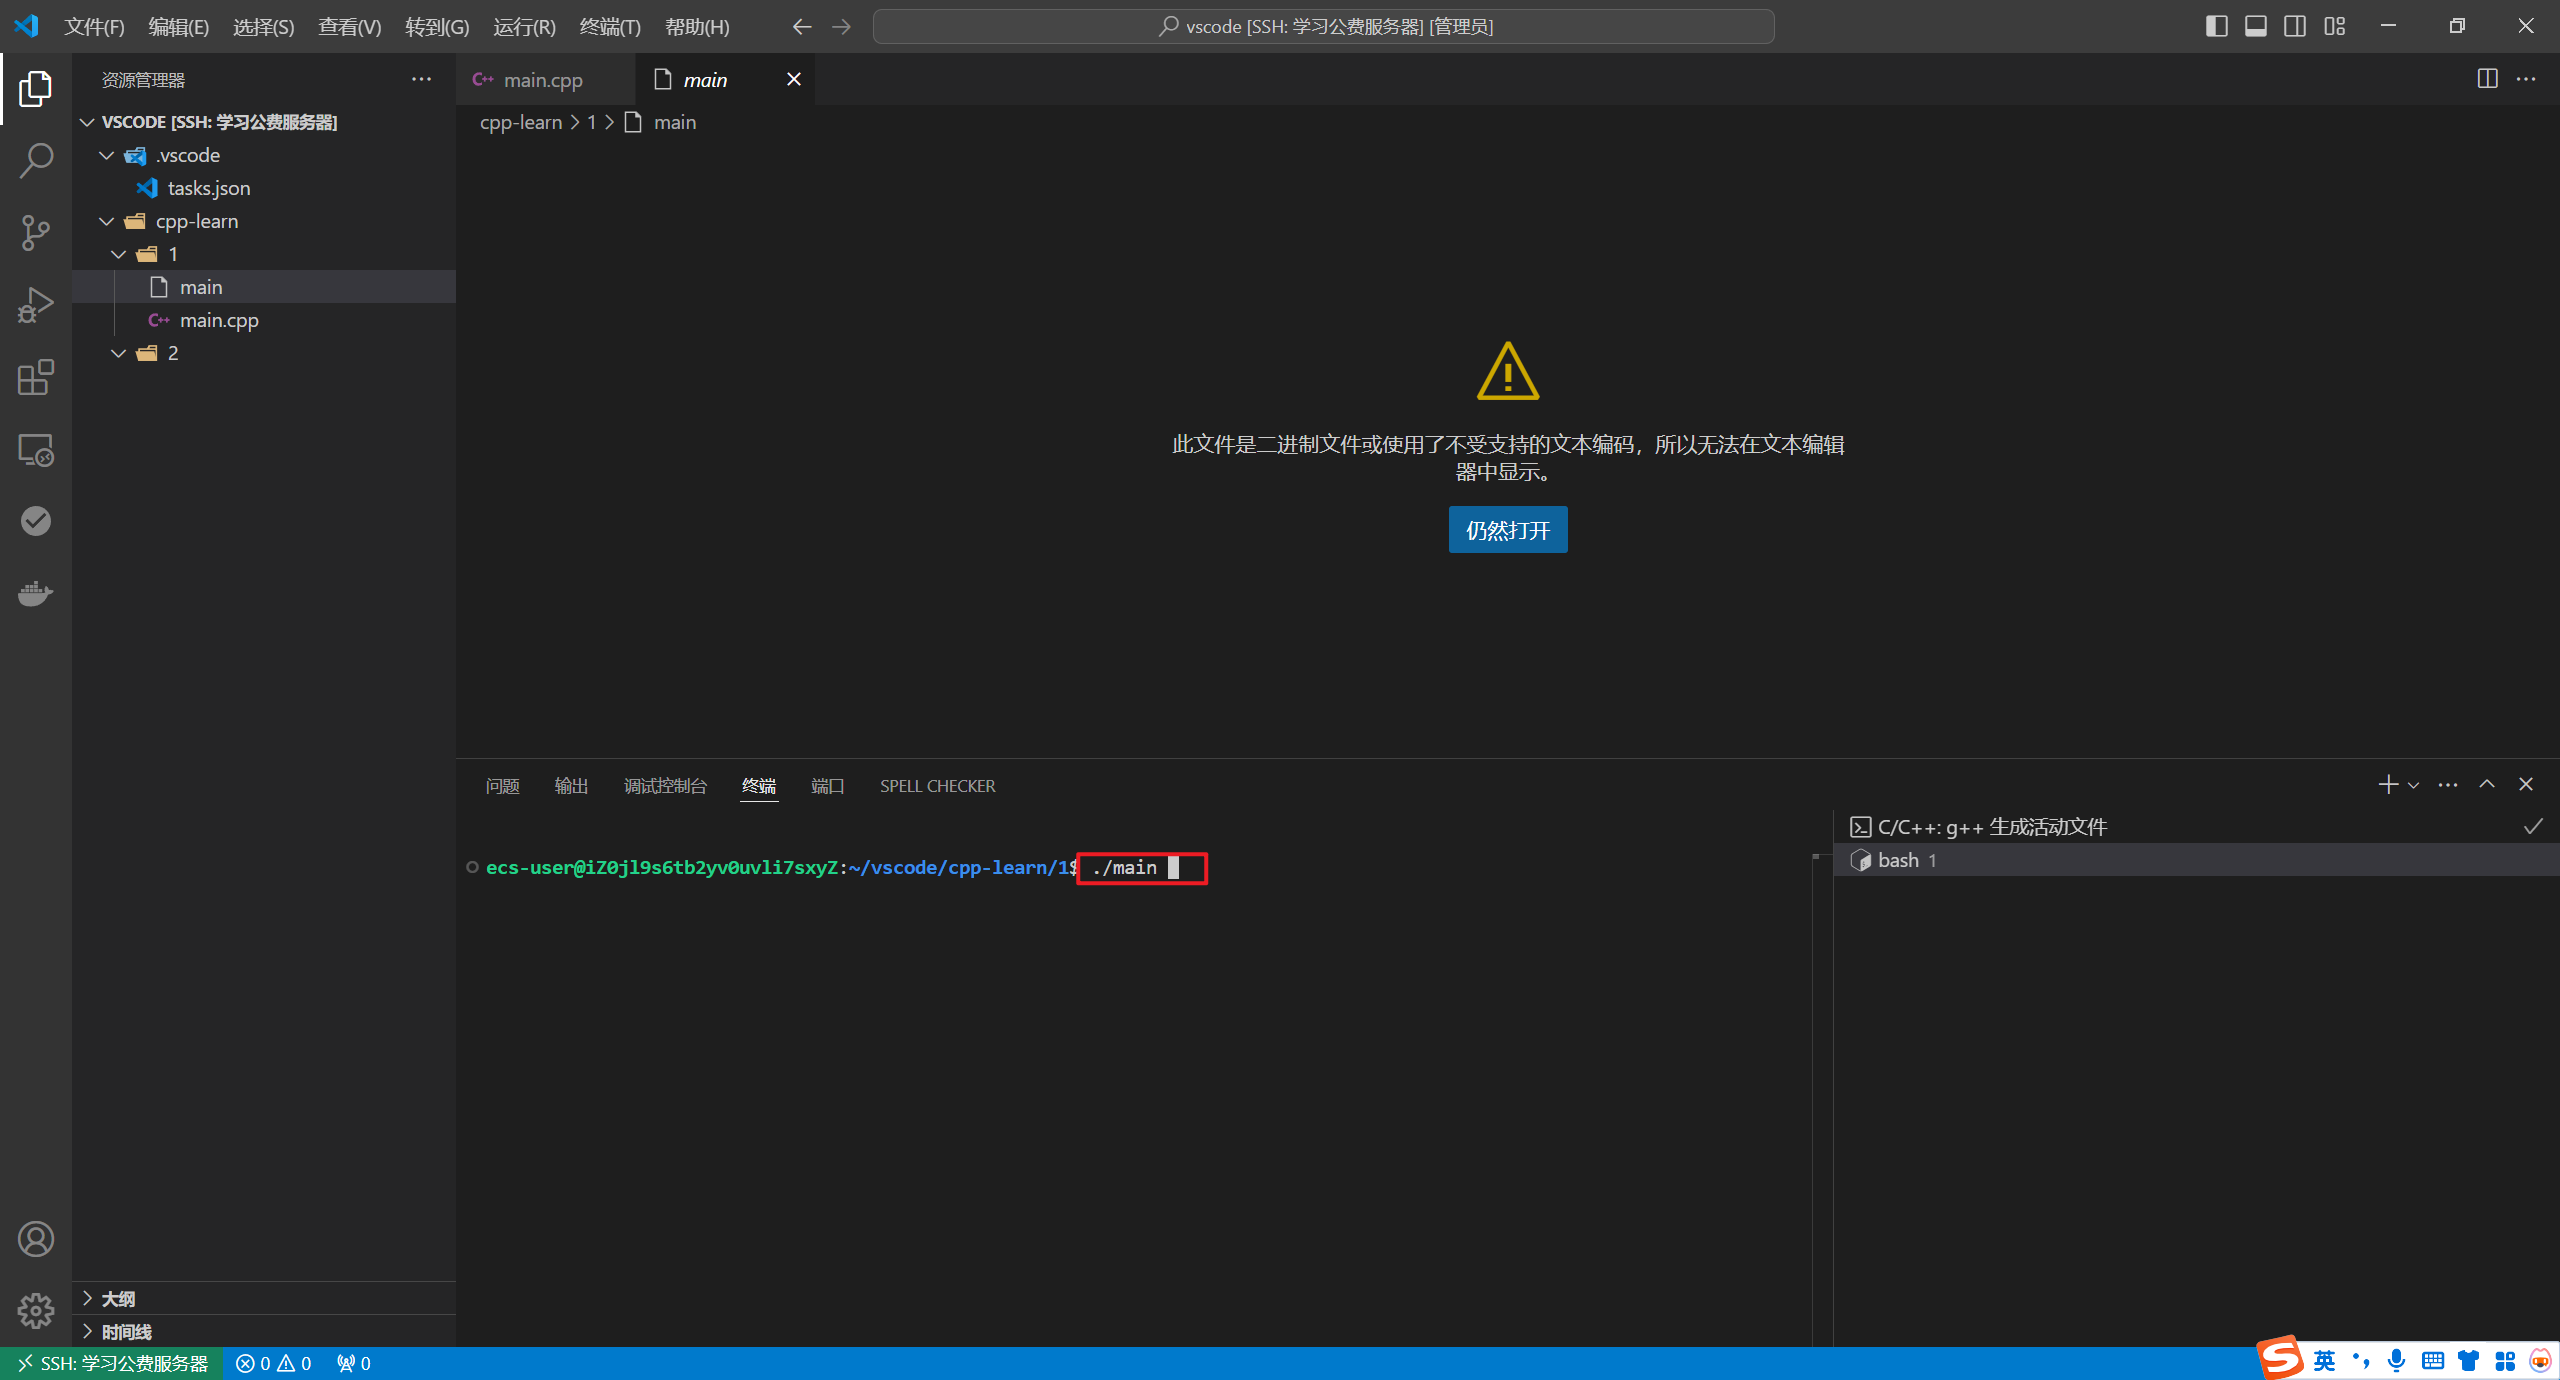 文件(F) 编辑(E) 选择(S) 查看(V) 转到(G) 运行(R) 终端(T) 帮助(H) vscode [SSH: 学习公费服务器] [管理员]
资源管理器
VSCODE [SSH: 学习公费服务器]
.vscode
tasks.json
cpp-learn
1
main
main.cpp
2
大纲
时间线
main.cpp main
cpp-learn > 1 > main
此文件是二进制文件或使用了不受支持的文本编码，所以无法在文本编辑
器中显示。
仍然打开
问题 输出 调试控制台 终端 端口 SPELL CHECKER
ecs-user@iZ0jl9s6tb2yv0uvli7sxyZ:~/vscode/cpp-learn/1$ ./main
C/C++: g++ 生成活动文件
bash 1
SSH: 学习公费服务器 0 0 0
英